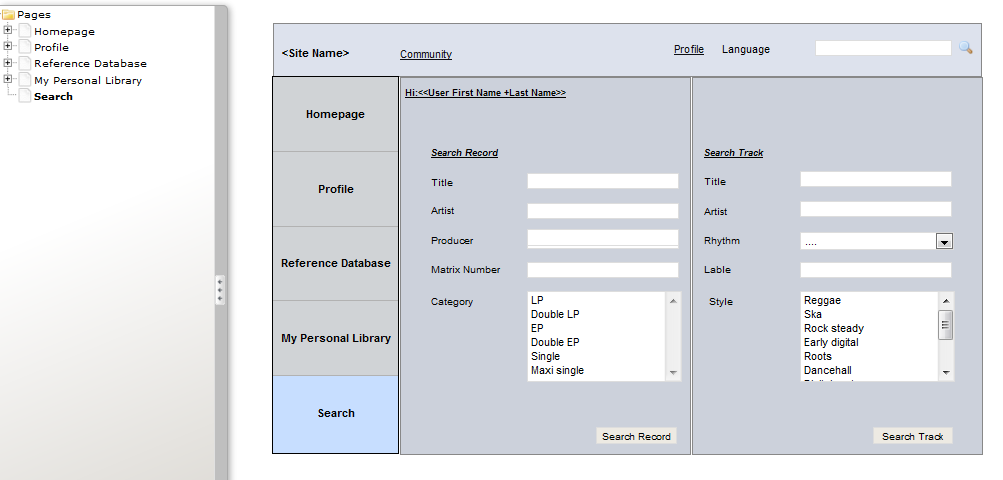 Pages
Homepage
Profile
Reference Database
My Personal Library
Search
<Site Name>
Community
Profile
Language
Homepage
Profile
Reference Database
My Personal Library
Search
Hi:<<User First Name +Last Name>>
Search Record
Title
Artist
Producer
Matrix Number
Category
LP
Double LP
EP
Double EP
Single
Maxi single
Search Record
Search Track
Title
Artist
Rhythm
....
Lable
Style
Reggae
Ska
Rock steady
Early digital
Roots
Dancehall
Search Track